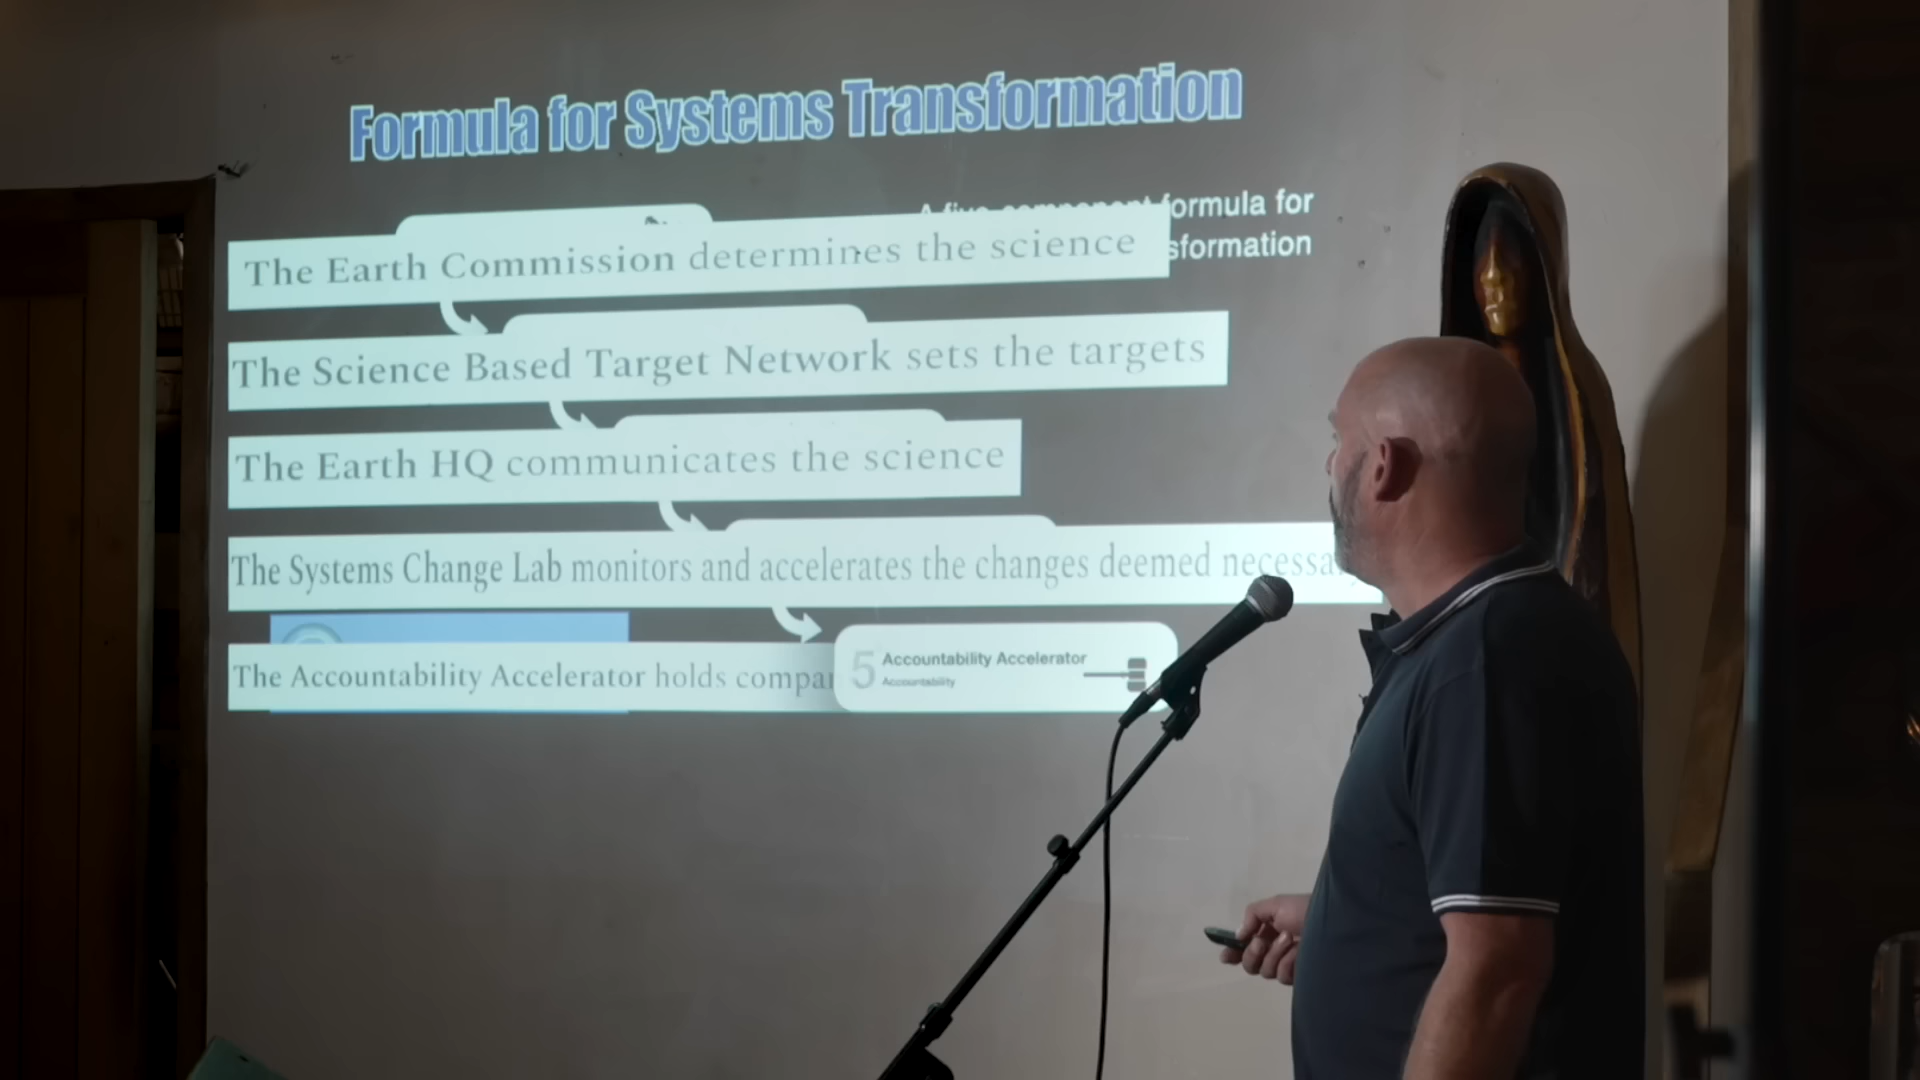 Formula for Systems Transformation
formula for
sformation
The Earth Commission determines the science
The Science Based Target Network sets the targets
The Earth HQ communicates the science
The Systems Change Lab monitors and accelerates the changes deemed necessa
The Accountability Accelerator holds compan
5 Accountability Accelerator
Accountability